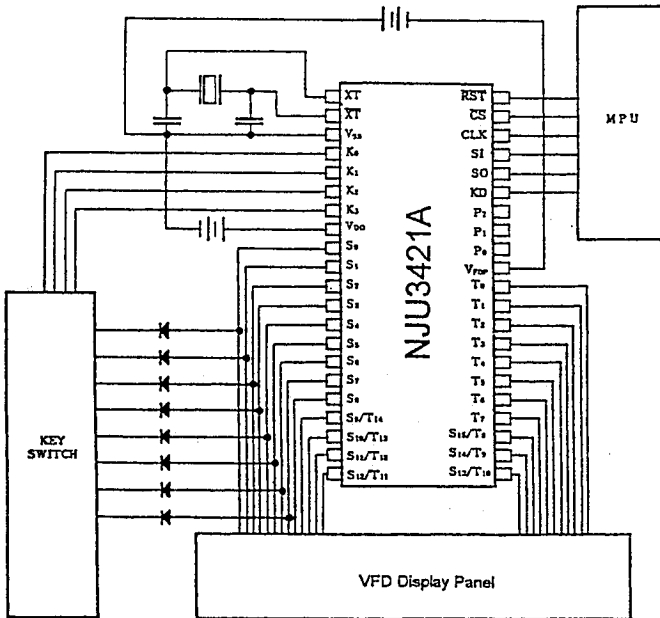 XT
XT
VSS
K0
K1
K2
K3
VDD
S0
S1
S2
S3
S4
S5
S6
S7
S8
S9/T14
S10/T13
S11/T12
S12/T11
NJU3421A
RST
CS
CLK
SI
SO
KD
P2
P1
P0
VFDP
T0
T1
T2
T3
T4
T5
T6
T7
S15/T8
S14/T9
S13/T10
MPU
KEY
SWITCH
VFD Display Panel